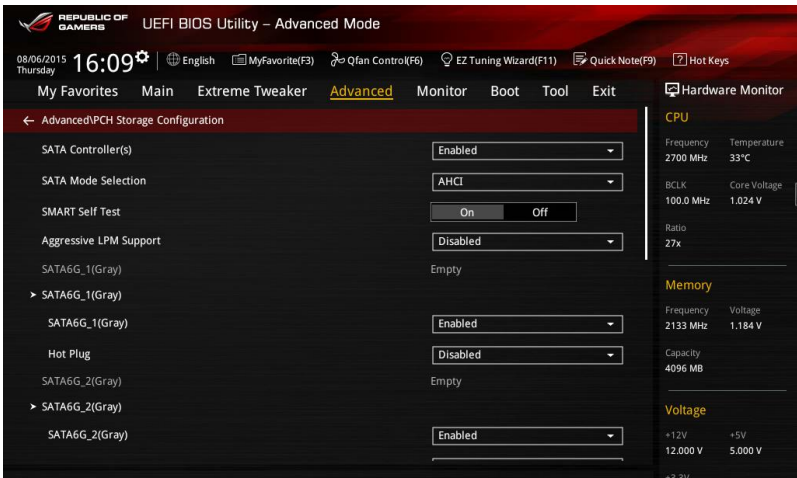 REPUBLIC OF
GAMERS
UEFI BIOS Utility – Advanced Mode
08/06/2015
Thursday
16:09
English
MyFavorite(F3)
Qfan Control(F6)
EZ Tuning Wizard(F11)
Quick Note(F9)
? Hot Keys
My Favorites Main Extreme Tweaker Advanced Monitor Boot Tool Exit
Hardware Monitor
← Advanced\PCH Storage Configuration
SATA Controller(s) Enabled
SATA Mode Selection AHCI
SMART Self Test On Off
Aggressive LPM Support Disabled
SATA6G_1(Gray) Empty
> SATA6G_1(Gray)
SATA6G_1(Gray) Enabled
Hot Plug Disabled
SATA6G_2(Gray) Empty
> SATA6G_2(Gray)
SATA6G_2(Gray) Enabled
CPU
Frequency Temperature
2700 MHz 33°C
BCLK Core Voltage
100.0 MHz 1.024 V
Ratio
27x
Memory
Frequency Voltage
2133 MHz 1.184 V
Capacity
4096 MB
Voltage
+12V +5V
12.000 V 5.000 V
+3.3V